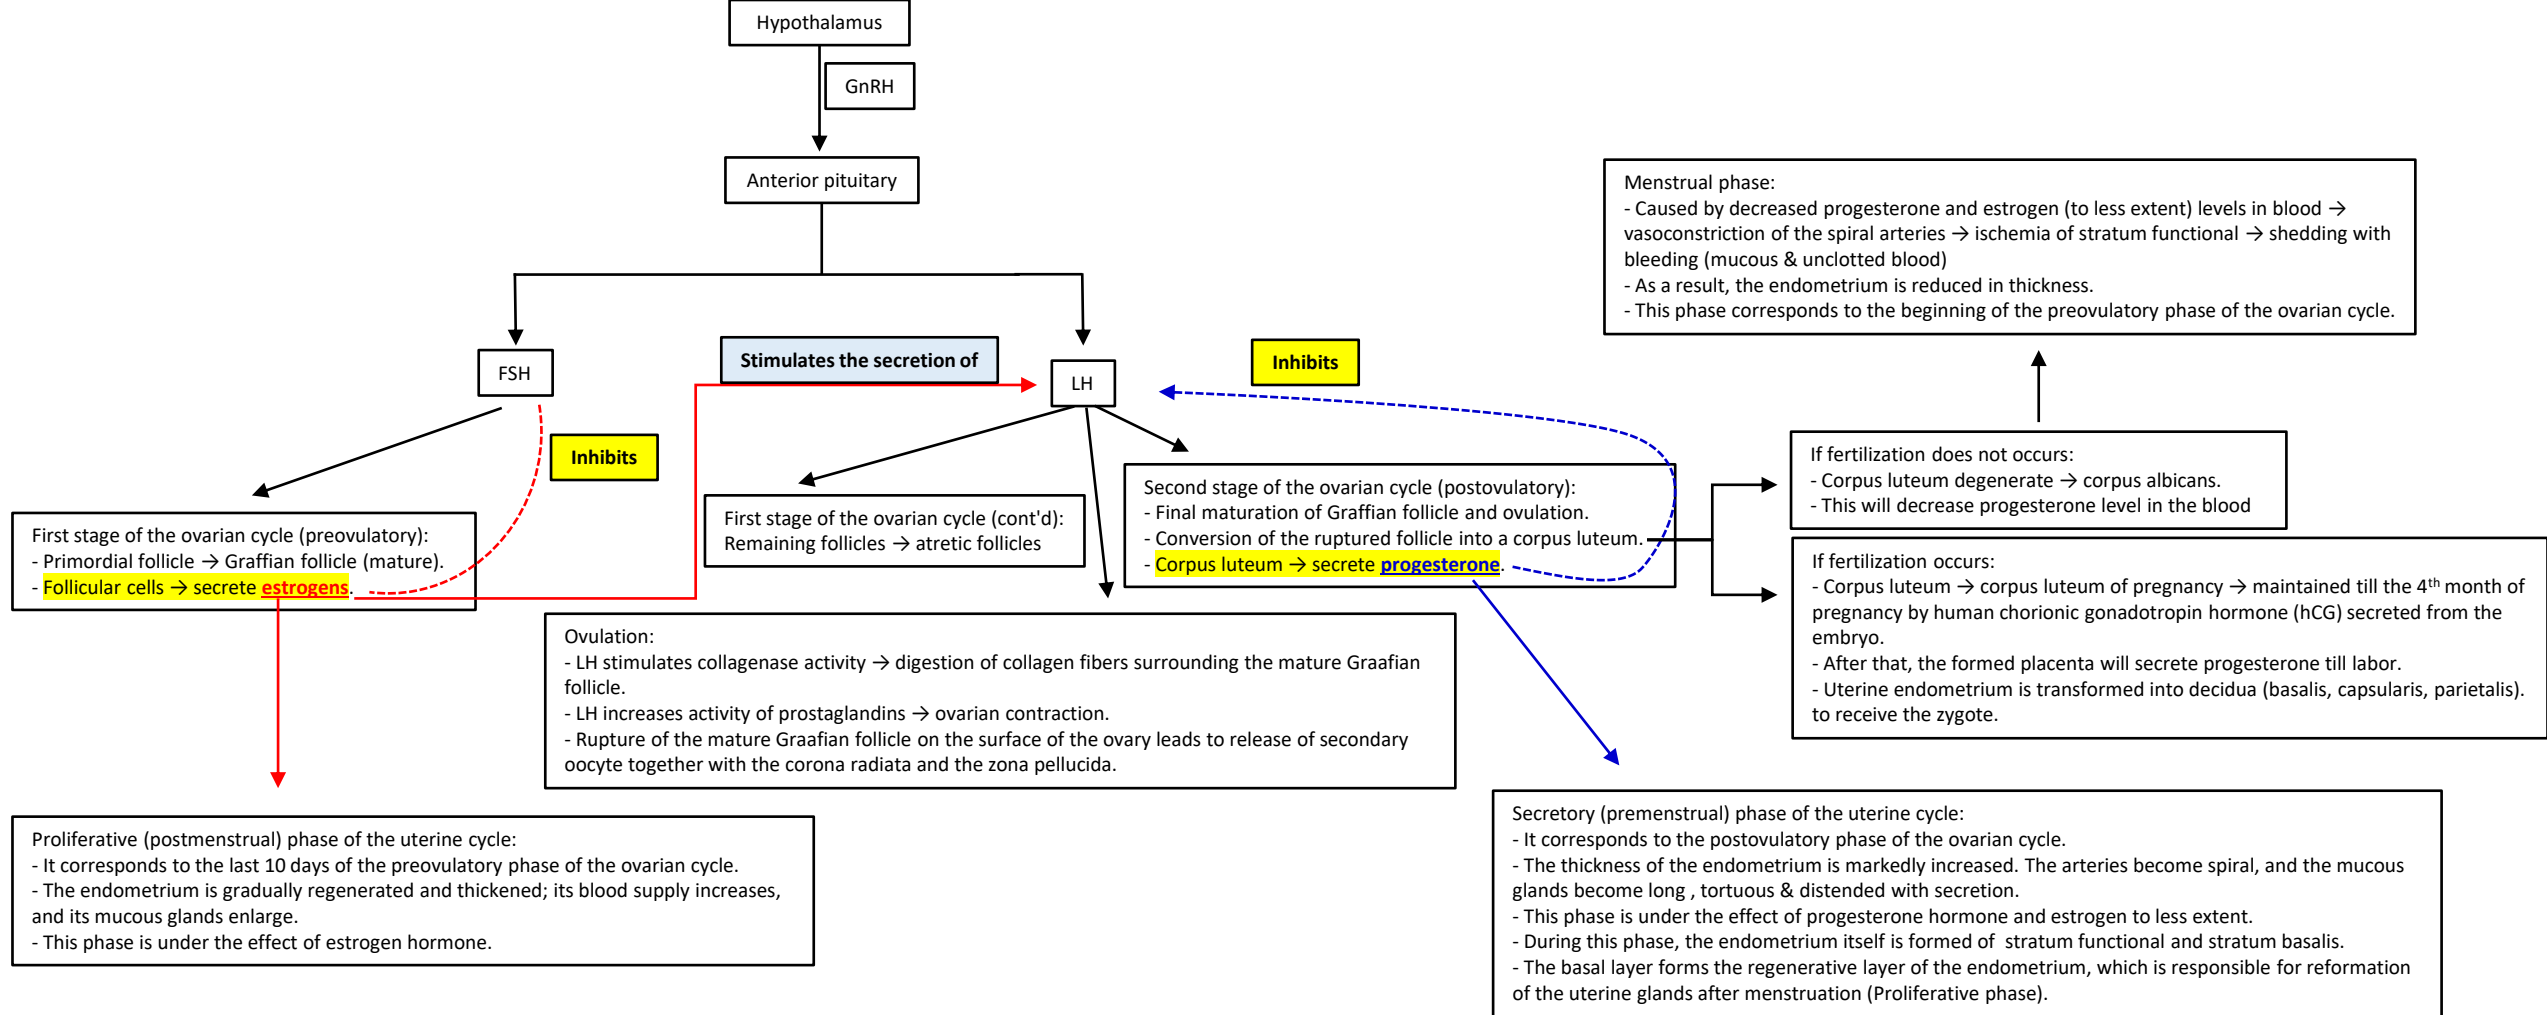 Hypothalamus
GnRH
Anterior pituitary
Menstrual phase:
- Caused by decreased progesterone and estrogen (to less extent) levels in blood →
vasoconstriction of the spiral arteries → ischemia of stratum functional → shedding with
bleeding (mucous & unclotted blood)
- As a result, the endometrium is reduced in thickness.
- This phase corresponds to the beginning of the preovulatory phase of the ovarian cycle.
FSH
Stimulates the secretion of
LH
Inhibits
Inhibits
If fertilization does not occurs:
- Corpus luteum degenerate → corpus albicans.
- This will decrease progesterone level in the blood
First stage of the ovarian cycle (preovulatory):
- Primordial follicle → Graffian follicle (mature).
- Follicular cells → secrete estrogens.
First stage of the ovarian cycle (cont'd):
Remaining follicles → atretic follicles
Second stage of the ovarian cycle (postovulatory):
- Final maturation of Graffian follicle and ovulation.
- Conversion of the ruptured follicle into a corpus luteum.
- Corpus luteum → secrete progesterone.
If fertilization occurs:
- Corpus luteum → corpus luteum of pregnancy → maintained till the 4th month of
pregnancy by human chorionic gonadotropin hormone (hCG) secreted from the
embryo.
- After that, the formed placenta will secrete progesterone till labor.
- Uterine endometrium is transformed into decidua (basalis, capsularis, parietalis).
to receive the zygote.
Ovulation:
- LH stimulates collagenase activity → digestion of collagen fibers surrounding the mature Graafian
follicle.
- LH increases activity of prostaglandins → ovarian contraction.
- Rupture of the mature Graafian follicle on the surface of the ovary leads to release of secondary
oocyte together with the corona radiata and the zona pellucida.
Proliferative (postmenstrual) phase of the uterine cycle:
- It corresponds to the last 10 days of the preovulatory phase of the ovarian cycle.
- The endometrium is gradually regenerated and thickened; its blood supply increases,
and its mucous glands enlarge.
- This phase is under the effect of estrogen hormone.
Secretory (premenstrual) phase of the uterine cycle:
- It corresponds to the postovulatory phase of the ovarian cycle.
- The thickness of the endometrium is markedly increased. The arteries become spiral, and the mucous
glands become long , tortuous & distended with secretion.
- This phase is under the effect of progesterone hormone and estrogen to less extent.
- During this phase, the endometrium itself is formed of  stratum functional and stratum basalis.
- The basal layer forms the regenerative layer of the endometrium, which is responsible for reformation
of the uterine glands after menstruation (Proliferative phase).